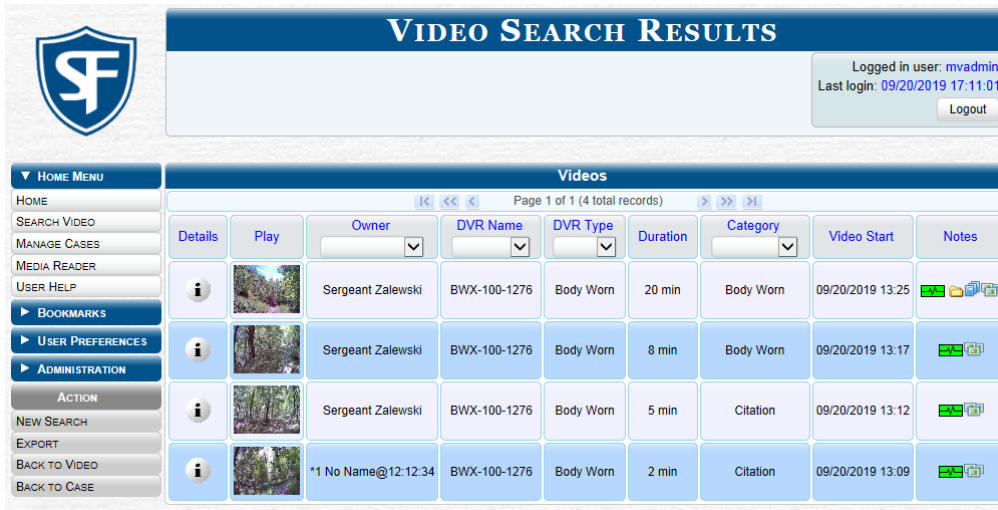 SF
VIDEO SEARCH RESULTS
Logged in user: mvadmin
Last login: 09/20/2019 17:11:01
Logout
▼ HOME MENU
HOME
SEARCH VIDEO
MANAGE CASES
MEDIA READER
USER HELP
▶ BOOKMARKS
▶ USER PREFERENCES
▶ ADMINISTRATION
ACTION
NEW SEARCH
EXPORT
BACK TO VIDEO
BACK TO CASE
Videos
|< << < Page 1 of 1 (4 total records) > >> >|
Details Play Owner DVR Name DVR Type Duration Category Video Start Notes
i Sergeant Zalewski BWX-100-1276 Body Worn 20 min Body Worn 09/20/2019 13:25
i Sergeant Zalewski BWX-100-1276 Body Worn 8 min Body Worn 09/20/2019 13:17
i Sergeant Zalewski BWX-100-1276 Body Worn 5 min Citation 09/20/2019 13:12
i *1 No Name@12:12:34 BWX-100-1276 Body Worn 2 min Citation 09/20/2019 13:09